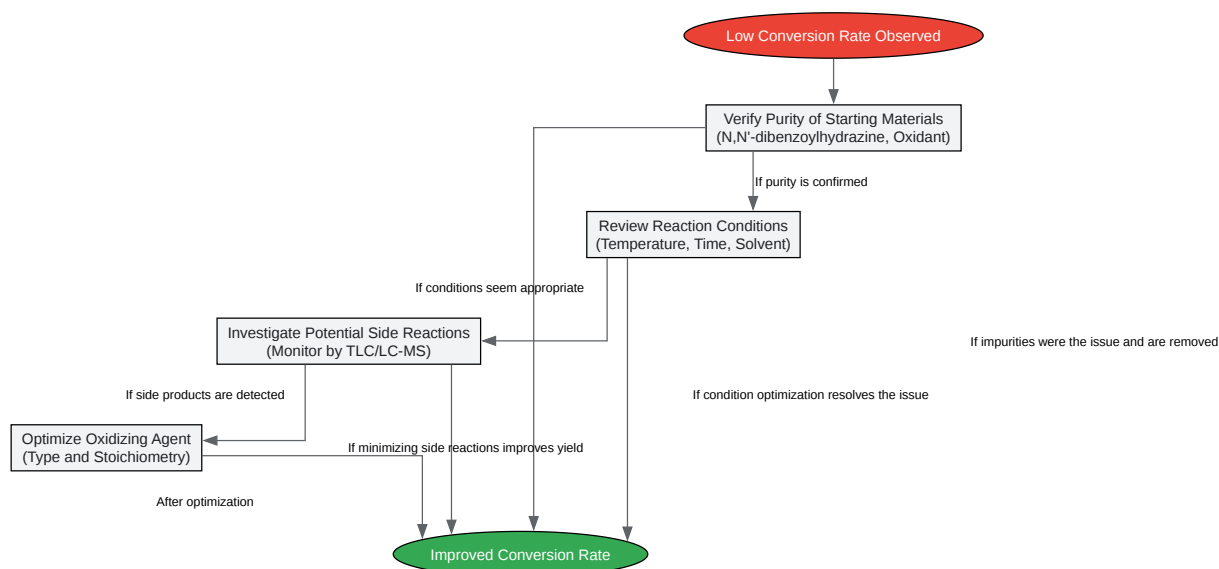 Low Conversion Rate Observed
Verify Purity of Starting Materials
(N,N'-dibenzoylhydrazine, Oxidant)
If purity is confirmed
Review Reaction Conditions
(Temperature, Time, Solvent)
If conditions seem appropriate
Investigate Potential Side Reactions
(Monitor by TLC/LC-MS)
If impurities were the issue and are removed
If side products are detected
If condition optimization resolves the issue
Optimize Oxidizing Agent
(Type and Stoichiometry)
If minimizing side reactions improves yield
After optimization
Improved Conversion Rate